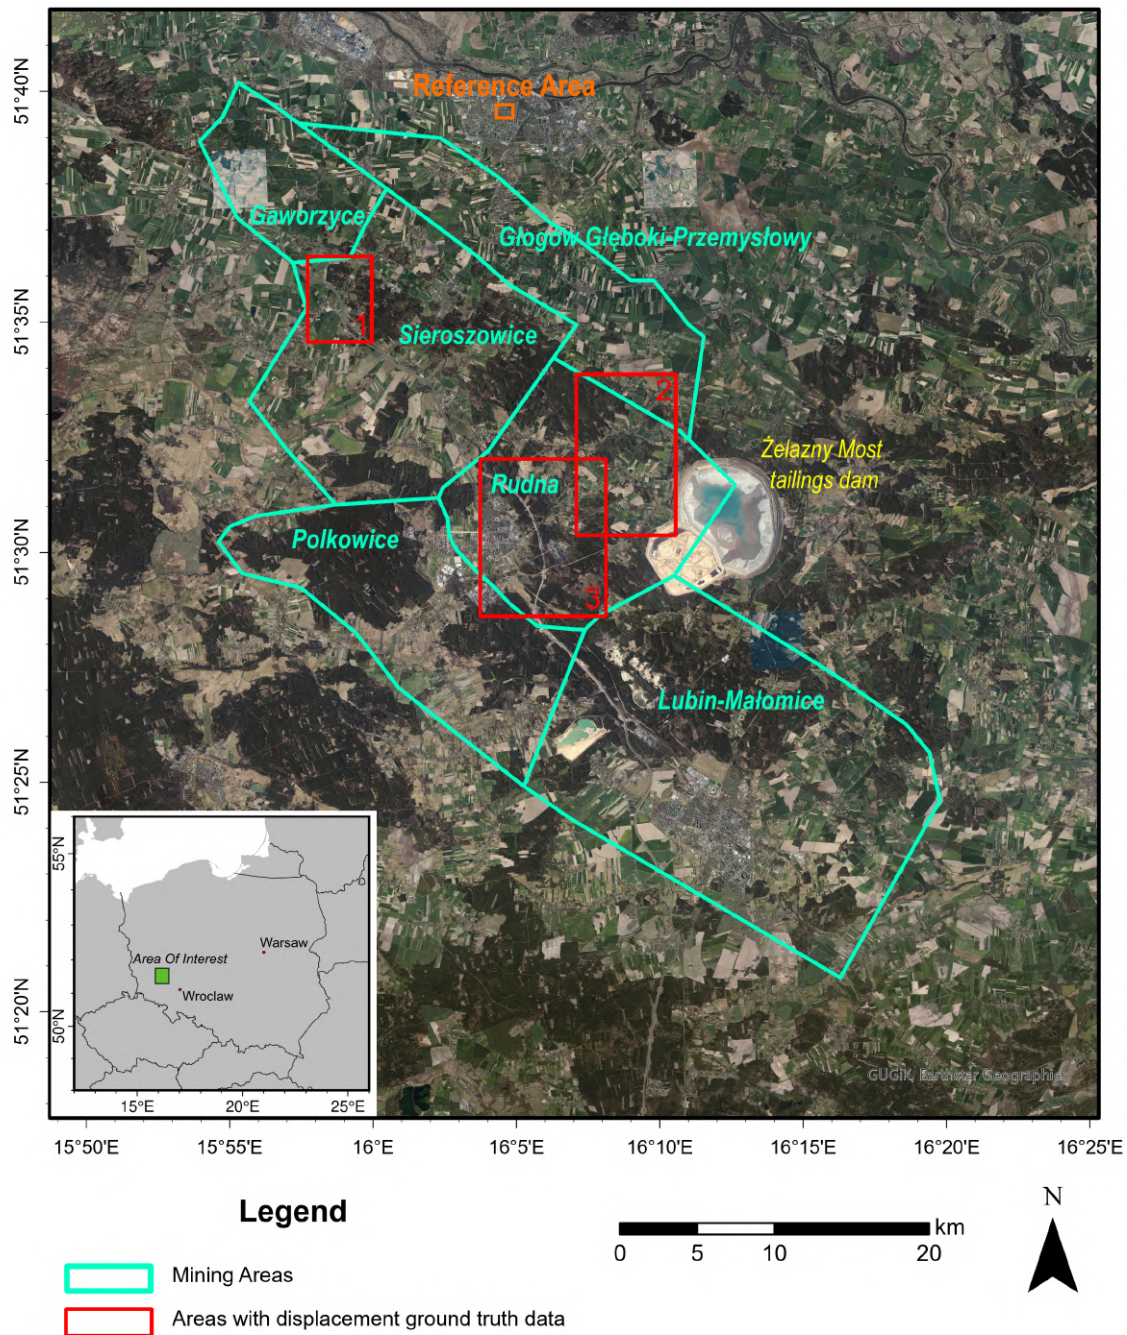 51°40'N
51°35'N
51°30'N
51°25'N
51°20'N
Reference Area
Gaworzyce
Głogów Głęboki-Przemysłowy
1
Sieroszowice
2
Żelazny Most
tailings dam
Rudna
Polkowice
3
Lubin-Małomice
GUGiK, Earthstar Geographics
55°N
50°N
Warsaw
Area Of Interest
Wroclaw
15°E 20°E 25°E
15°50'E 15°55'E 16°E 16°5'E 16°10'E 16°15'E 16°20'E 16°25'E
Legend
Mining Areas
Areas with displacement ground truth data
km
0 5 10 20
N